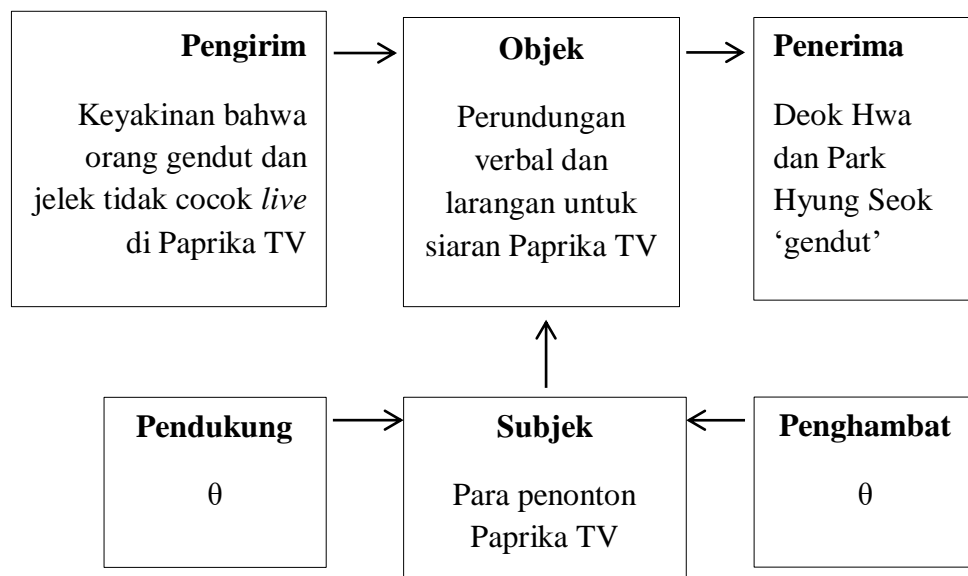 Pengirim
Keyakinan bahwa
orang gendut dan
jelek tidak cocok live
di Paprika TV
Objek
Perundungan
verbal dan
larangan untuk
siaran Paprika TV
Penerima
Deok Hwa
dan Park
Hyung Seok
‘gendut’
Pendukung
θ
Subjek
Para penonton
Paprika TV
Penghambat
θ